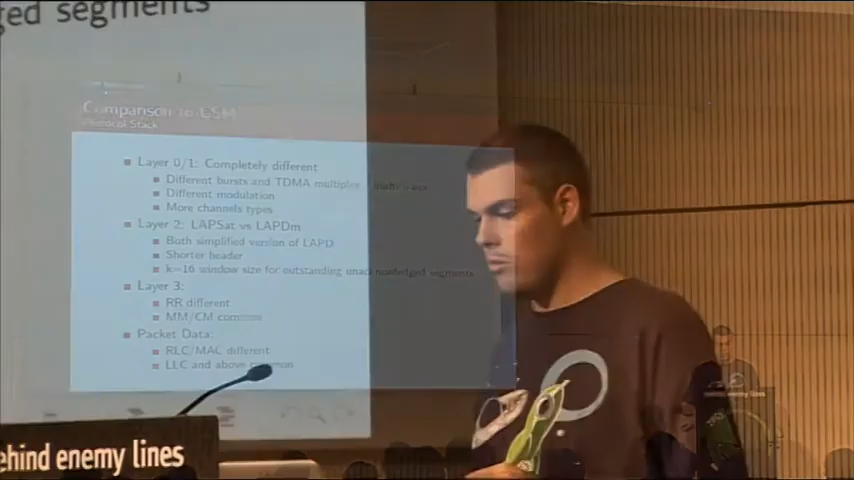 ged segments
Comparison to GSM
Protocol Stack
Layer 0/1: Completely different
Different bursts and TDMA multiplex
Different modulation
More channels types
Layer 2: LAPSat vs LAPDm
Both simplified version of LAPD
Shorter header
k=16 window size for outstanding unacknowledged segments
Layer 3:
RR different
MM/CM common
Packet Data:
RLC/MAC different
LLC and above common
behind enemy lines